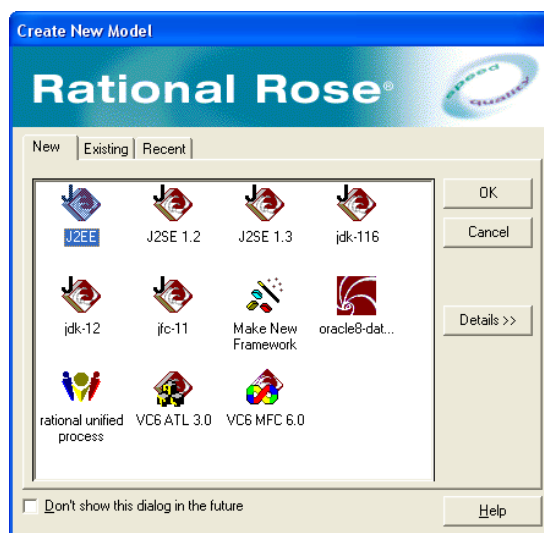 Create New Model
Rational Rose®
speed
quality
New
Existing
Recent
J2EE
J2SE 1.2
J2SE 1.3
jdk-116
jdk-12
jfc-11
Make New
Framework
oracle8-dat...
rational unified
process
VC6 ATL 3.0
VC6 MFC 6.0
OK
Cancel
Details >>
Don't show this dialog in the future
Help